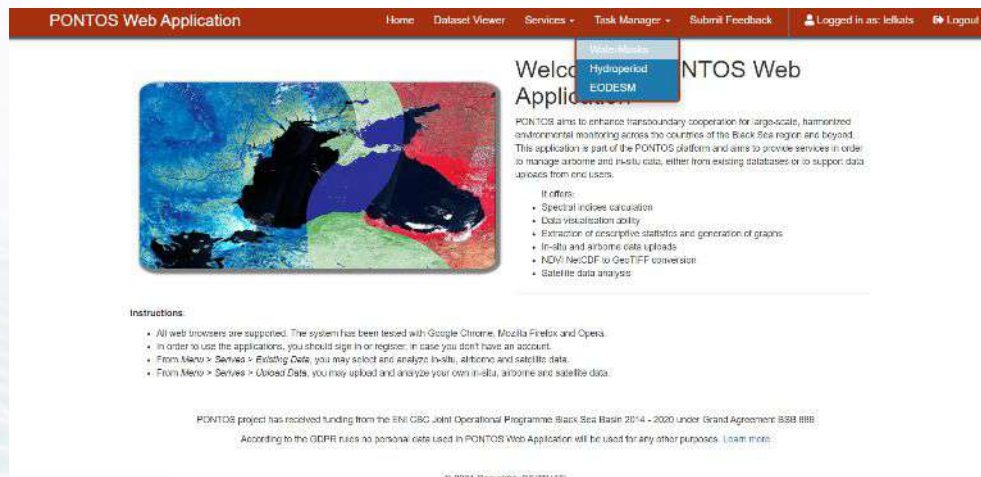 PONTOS Web Application
Home Dataset Viewer Services Task Manager Submit Feedback Logged in as: lefkats Logout
WaterMasks
Hydroperiod
EODESM
Welco NTOS Web
Applic
PONTOS aims to enhance transboundary cooperation for large-scale, harmonized
environmental monitoring across the countries of the Black Sea region and beyond.
This application is part of the PONTOS platform and aims to provide services in order
to manage airborne and in-situ data, either from existing databases or to support data
uploads from end users.
It offers:
• Spectral indices calculation
• Data visualisation ability
• Extraction of descriptive statistics and generation of graphs
• In-situ and airborne data uploads
• NDVI NetCDF to GeoTIFF conversion
• Satellite data analysis
Instructions:
• All web browsers are supported. The system has been tested with Google Chrome, Mozilla Firefox and Opera.
• In order to use the applications, you should sign in or register, in case you don't have an account.
• From Menu > Serives > Existing Data, you may select and analyze in-situ, airborne and satellite data.
• From Menu > Serives > Upload Data, you may upload and analyze your own in-situ, airborne and satellite data.
PONTOS project has received funding from the ENI CBC Joint Operational Programme Black Sea Basin 2014 - 2020 under Grand Agreement BSB 889
According to the GDPR rules no personal data used in PONTOS Web Application will be used for any other purposes. Learn more